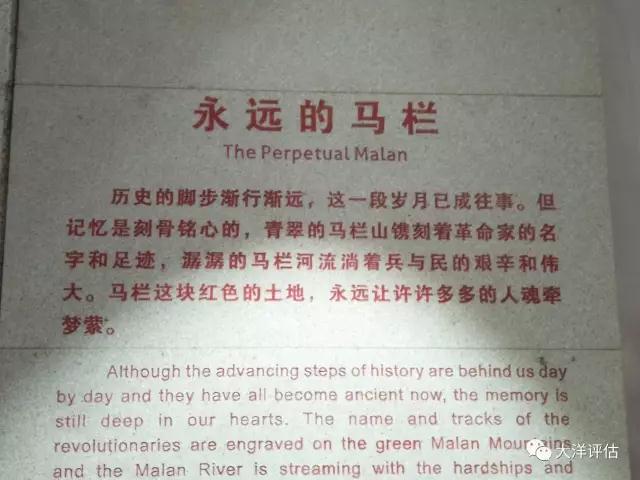 永远的马栏
The Perpetual Malan
历史的脚步渐行渐远，这一段岁月已成往事。但
记忆是刻骨铭心的，青翠的马栏山镌刻着革命家的名
字和足迹，潺潺的马栏河流淌着兵与民的艰辛和伟
大。马栏这块红色的土地，永远让许许多多的人魂牵
梦萦。
Although the advancing steps of history are behind us day
by day and they have all become ancient now, the memory is
still deep in our hearts. The name and tracks of the
revolutionaries are engraved on the green Malan Mountains
and the Malan River is streaming with the hardships and
大洋评估